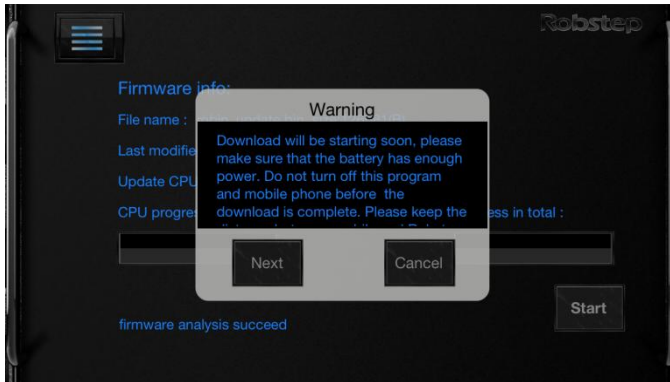 Robstep
Firmware info:
Warning
File name :
Download will be starting soon, please
Last modifie
make sure that the battery has enough
power. Do not turn off this program
Update CPU
and mobile phone before the
CPU progres
download is complete. Please keep the
ess in total :
Next
Cancel
Start
firmware analysis succeed